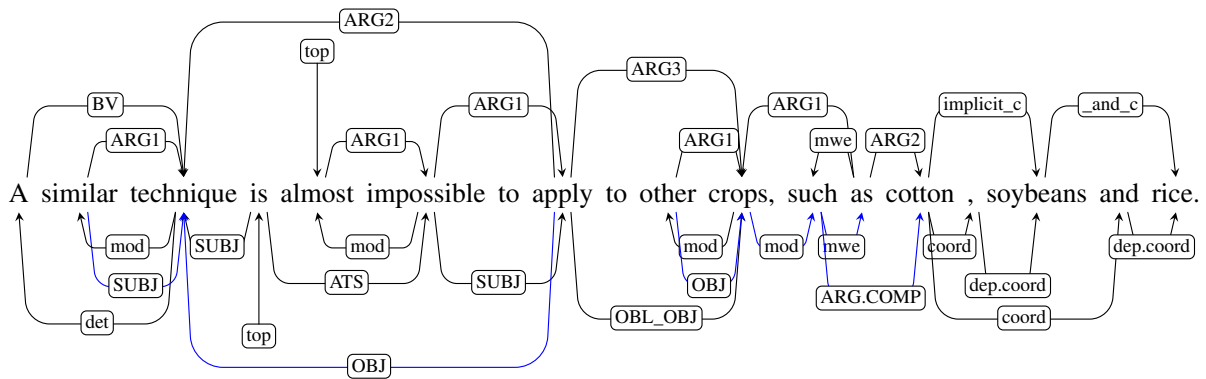 ARG2
top
ARG3
BV ARG1 ARG1 implicit_c _and_c
ARG1 ARG1 ARG1 mwe ARG2
A similar technique is almost impossible to apply to other crops, such as cotton , soybeans and rice.
mod SUBJ mod mod mod mwe coord dep.coord
SUBJ ATS SUBJ OBJ dep.coord
ARG.COMP
det OBL_OBJ coord
top
OBJ